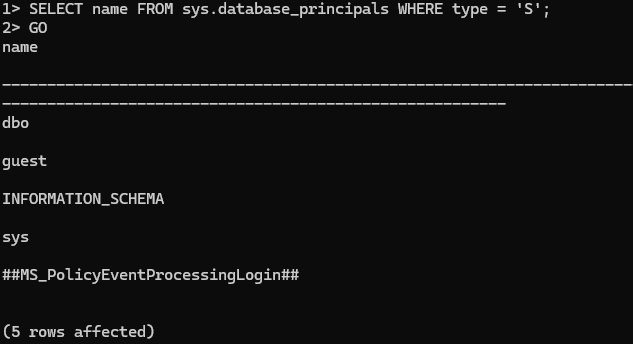 1> SELECT name FROM sys.database_principals WHERE type = 'S';
2> GO
name
----------------------------------------------------------------------
--------------------------------------------------------
dbo
guest
INFORMATION_SCHEMA
sys
##MS_PolicyEventProcessingLogin##
(5 rows affected)